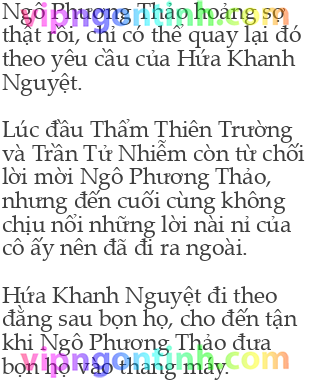 Ngô Phương Thảo hoảng sợ
thật rồi, chỉ có thể quay lại đó
theo yêu cầu của Hứa Khanh
Nguyệt.
Lúc đầu Thẩm Thiên Trường
và Trần Tử Nhiễm còn từ chối
lời mời Ngô Phương Thảo,
nhưng đến cuối cùng không
chịu nổi những lời nài nỉ của
cô ấy nên đã đi ra ngoài.
Hứa Khanh Nguyệt đi theo
đằng sau bọn họ, cho đến tận
khi Ngô Phương Thảo đưa
bọn họ vào thang máy.
vipngontinh.com
vipngontinh.com